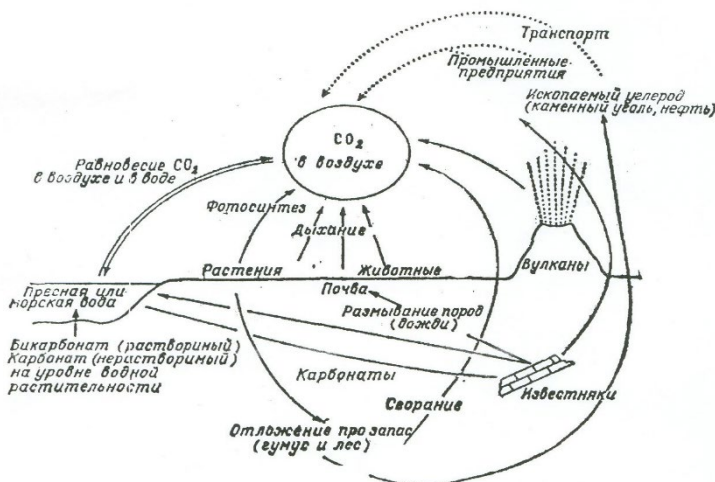 Транспорт
Промышленные
предприятия
Ископаемый углерод
(каменный уголь, нефть)
CO₂
в воздухе
Равновесие CO₂
в воздухе и в воде
Фотосинтез
Дыхание
Растения
Животные
Вулканы
Почва
Пресная или
морская вода
Размывание пород
(дожди)
Бикарбонат (растворимый)
Карбонат (нерастворимый)
на уровне водной
растительности
Карбонаты
Сгорание
Известняки
Отложение про запас
(гумус и лес)